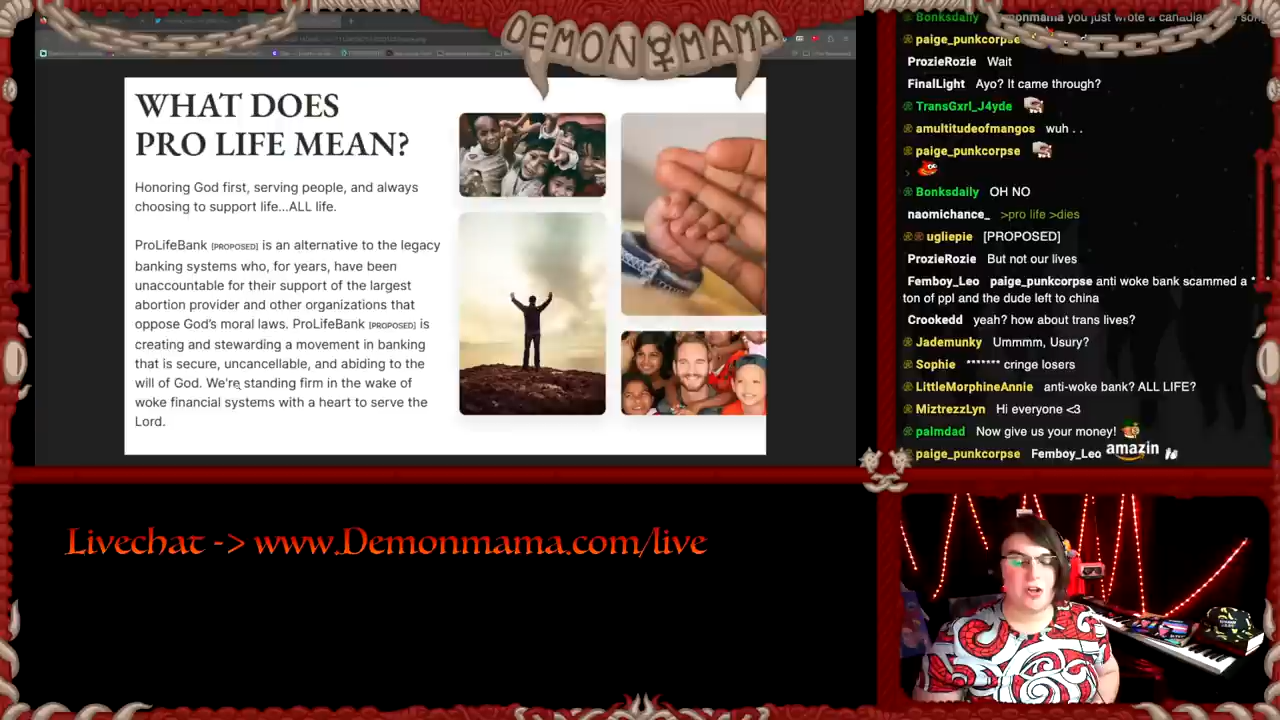 DEMON MAMA
WHAT DOES
PRO LIFE MEAN?
Honoring God first, serving people, and always
choosing to support life...ALL life.
ProLifeBank [PROPOSED] is an alternative to the legacy
banking systems who, for years, have been
unaccountable for their support of the largest
abortion provider and other organizations that
oppose God's moral laws. ProLifeBank [PROPOSED] is
creating and stewarding a movement in banking
that is secure, uncancellable, and abiding to the
will of God. We're standing firm in the wake of
woke financial systems with a heart to serve the
Lord.
Livechat -> www.Demonmama.com/live
Bonksdaily you just wrote a canadian
paige_punkcorpse
ProzieRozie Wait
FinalLight Ayo? It came through?
TransGxrl_J4yde
amultitudeofmangos wuh . .
paige_punkcorpse
Bonksdaily OH NO
naomichance_ >pro life >dies
ugliepie [PROPOSED]
ProzieRozie But not our lives
Femboy_Leo paige_punkcorpse anti woke bank scammed a * *
ton of ppl and the dude left to china
Crookedd yeah? how about trans lives?
Jademunky Ummmm, Usury?
Sophie ******* cringe losers
LittleMorphineAnnie anti-woke bank? ALL LIFE?
MiztrezzLyn Hi everyone <3
palmdad Now give us your money!
paige_punkcorpse Femboy_Leo amazin